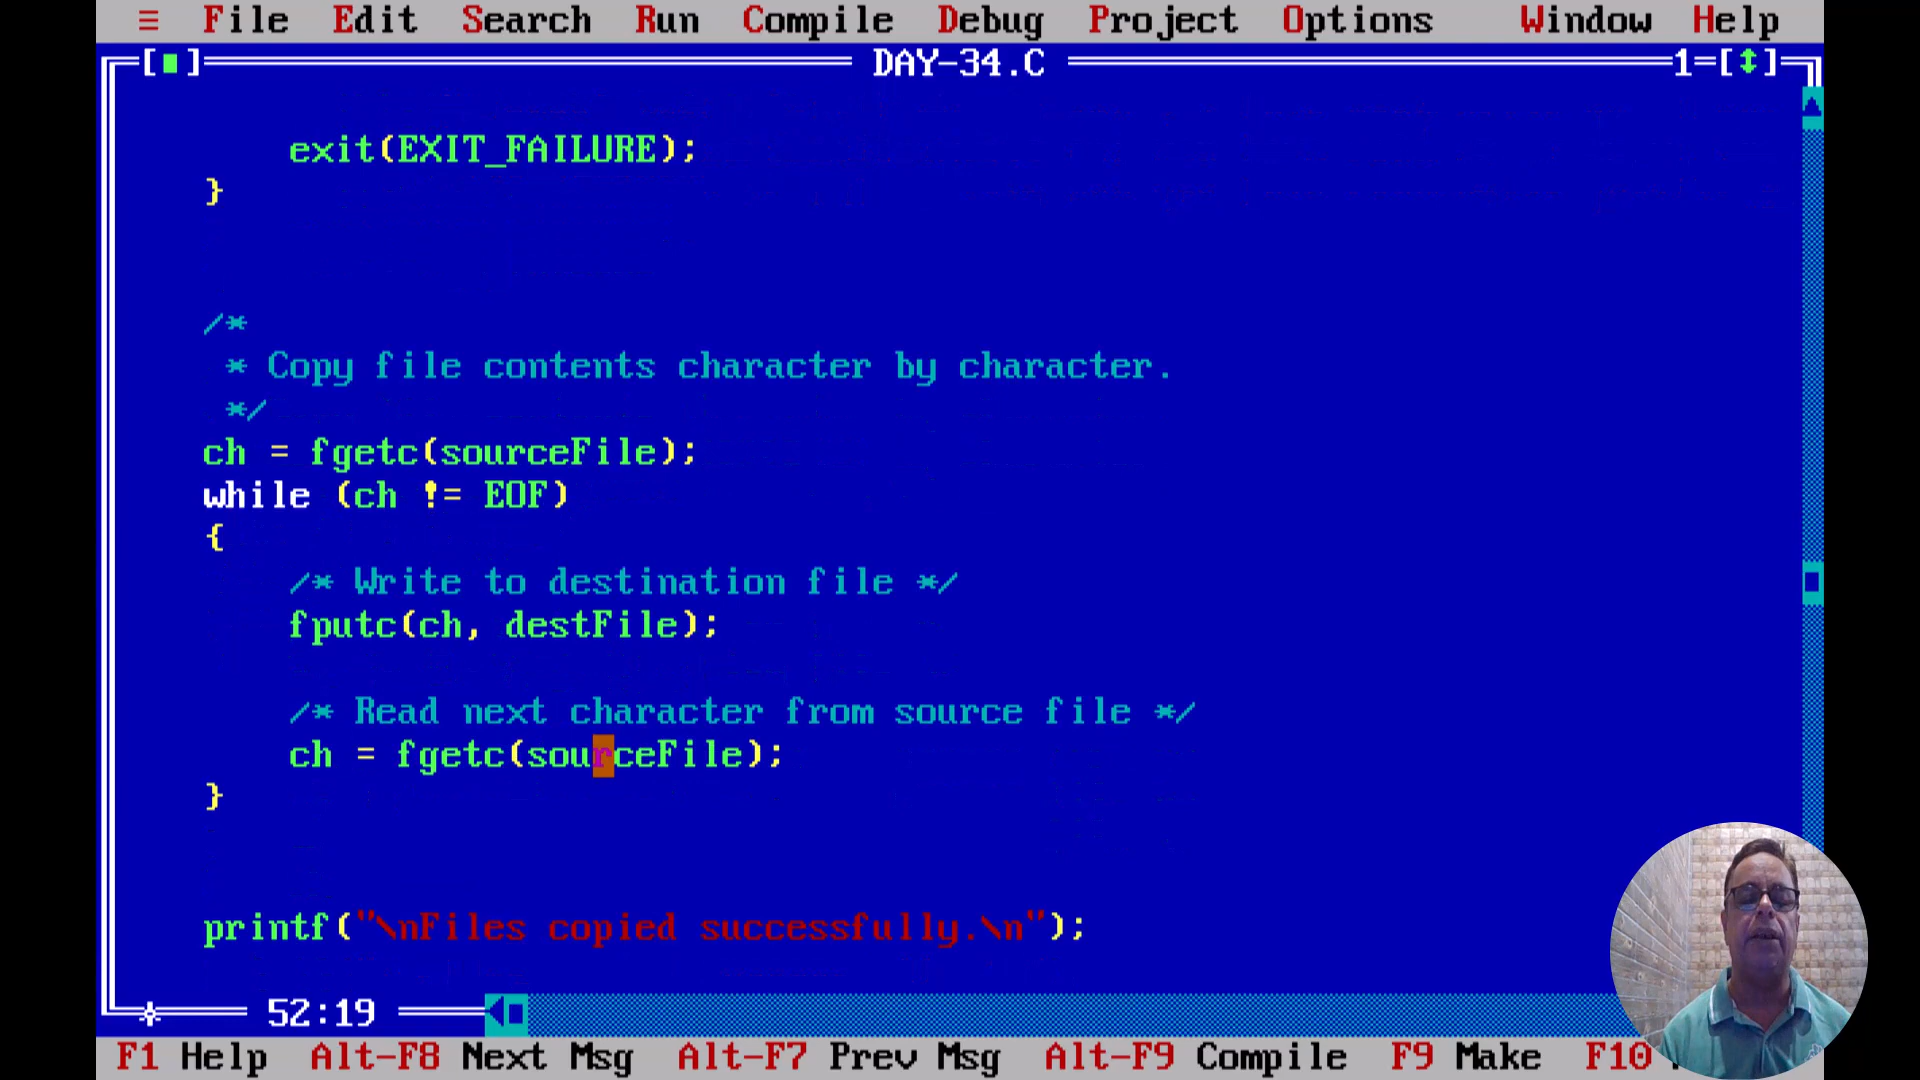 ≡ File Edit Search Run Compile Debug Project Options Window Help
[■] DAY-34.C 1=[↕]
exit(EXIT_FAILURE);
}
/*
* Copy file contents character by character.
*/
ch = fgetc(sourceFile);
while (ch != EOF)
{
/* Write to destination file */
fputc(ch, destFile);
/* Read next character from source file */
ch = fgetc(sourceFile);
}
printf("\nFiles copied successfully.\n");
52:19
F1 Help Alt-F8 Next Msg Alt-F7 Prev Msg Alt-F9 Compile F9 Make F10